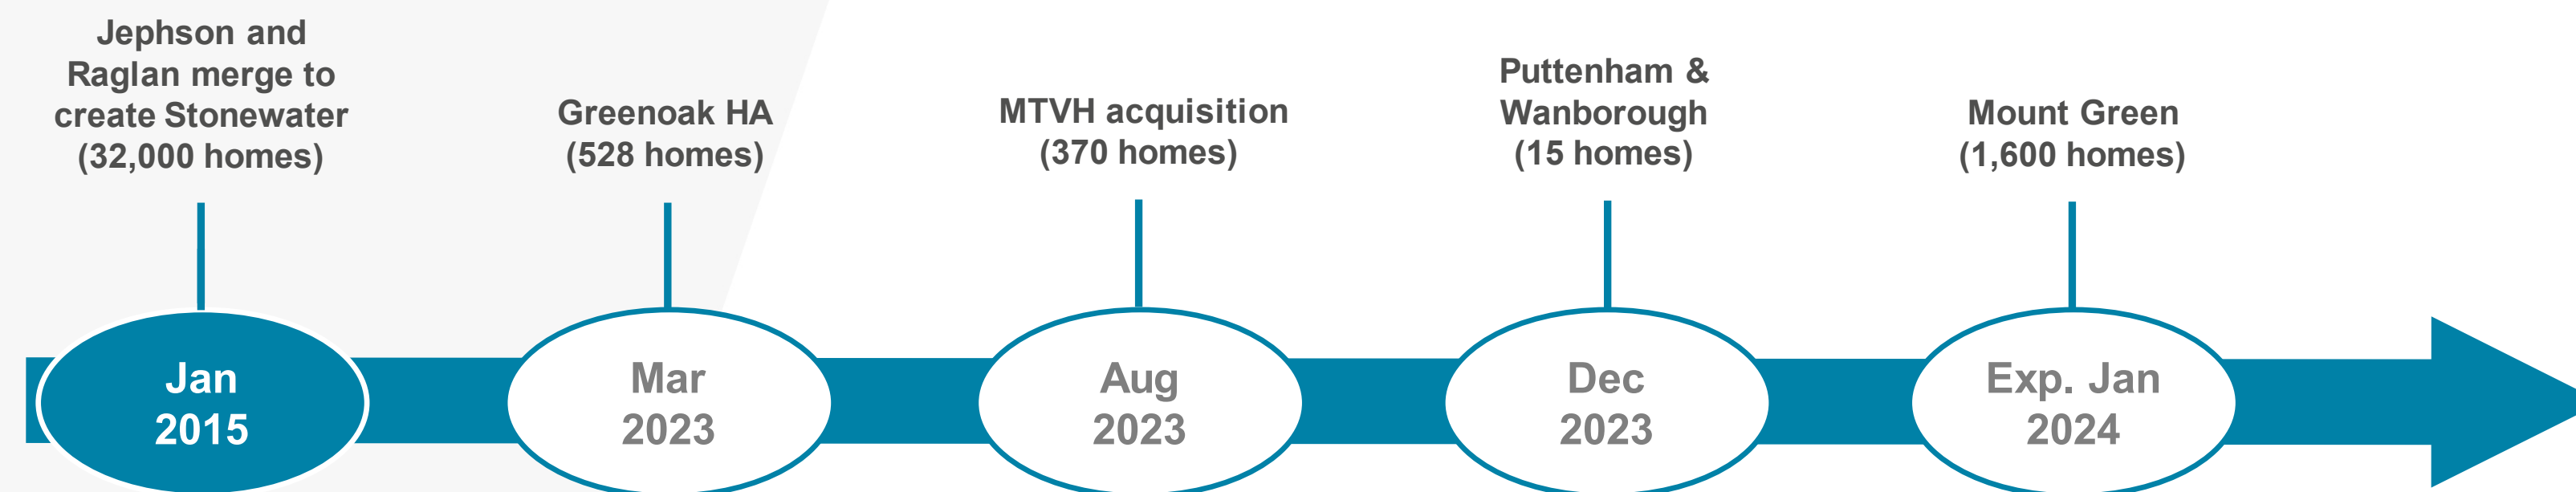 Jephson and
Raglan merge to
create Stonewater
(32,000 homes)
Greenoak HA
(528 homes)
MTVH acquisition
(370 homes)
Puttenham &
Wanborough
(15 homes)
Mount Green
(1,600 homes)
Jan
2015
Mar
2023
Aug
2023
Dec
2023
Exp. Jan
2024